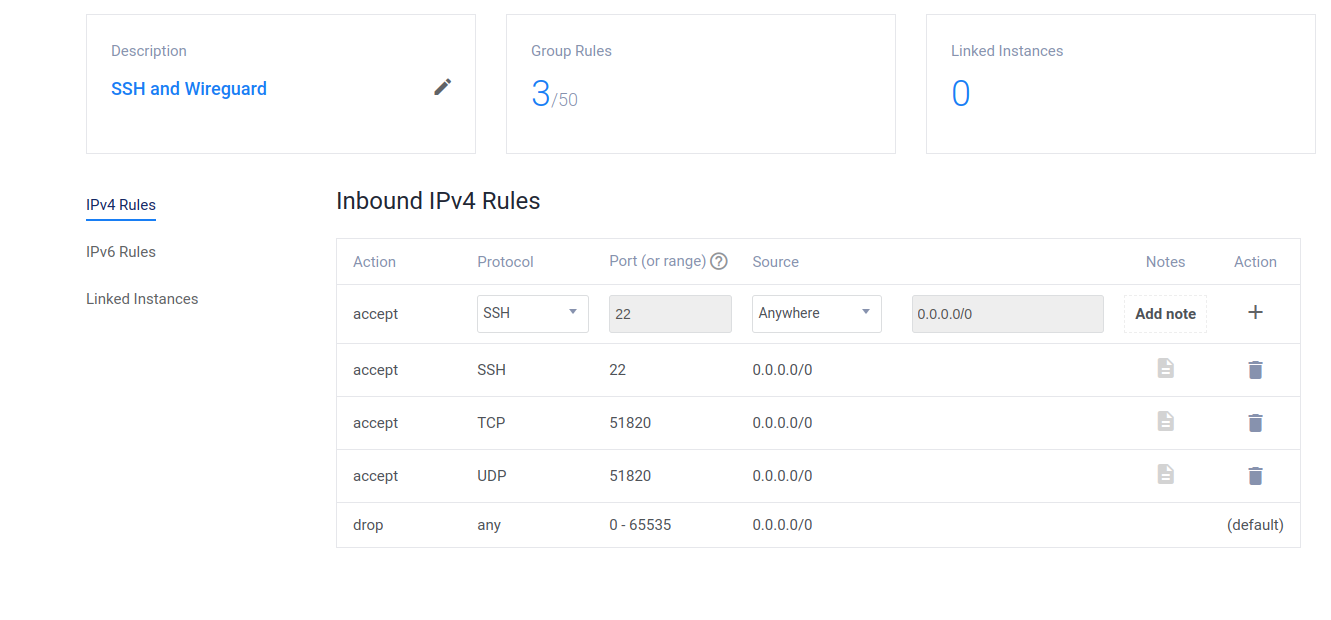 Description
SSH and Wireguard
Group Rules
3/50
Linked Instances
0
IPv4 Rules
IPv6 Rules
Linked Instances
Inbound IPv4 Rules
Action Protocol Port (or range) ? Source Notes Action
accept SSH 22 Anywhere 0.0.0.0/0 Add note +
accept SSH 22 0.0.0.0/0
accept TCP 51820 0.0.0.0/0
accept UDP 51820 0.0.0.0/0
drop any 0 - 65535 0.0.0.0/0 (default)